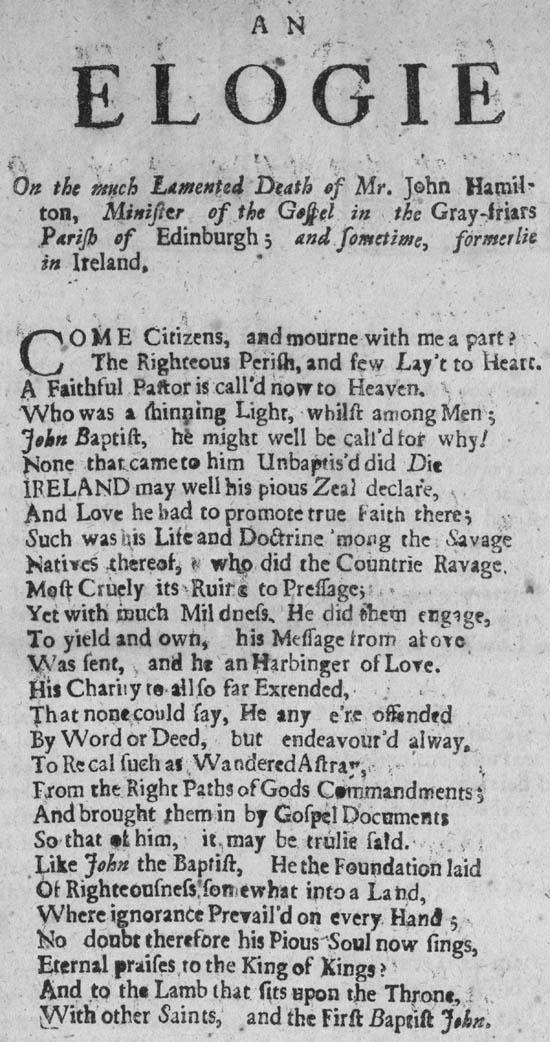 AN
ELOGIE
On the much Lamented Death of Mr. John Hamil-
ton, Miniſter of the Goſpel in the Gray-friars
Pariſh of Edinburgh; and ſometime, formerlie
in Ireland,
COME Citizens, and mourne with me a part?
The Righteous Periſh, and few Lay't to Heart.
A Faithful Paſtor is call'd now to Heaven.
Who was a ſhinning Light, whilſt among Men;
John Baptiſt, he might well be call'd for why!
None that came to him Unbaptis'd did Die
IRELAND may well his pious Zeal declare,
And Love he had to promote true Faith there;
Such was his Life and Doctrine 'mong the Savage
Natives thereof, who did the Countrie Ravage.
Moſt Cruely its Ruine to Preſſage;
Yet with much Mildneſs. He did them engage,
To yield and own, his Meſſage from above
Was ſent, and he an Harbinger of Love.
His Charity to all ſo far Extended,
That none could ſay, He any e're offended
By Word or Deed, but endeavour'd alway,
To Recal ſuch as Wandered Aſtray,
From the Right Paths of Gods Commandments;
And brought them in by Goſpel Documents
So that of him, it may be trulie ſaid.
Like John the Baptiſt, He the Foundation laid
Of Righteouſneſs ſomewhat into a Land,
Where ignorance Prevail'd on every Hand;
No doubt therefore his Pious Soul now ſings,
Eternal praiſes to the King of Kings?
And to the Lamb that ſits upon the Throne,
With other Saints, and the Firſt Baptiſt John.